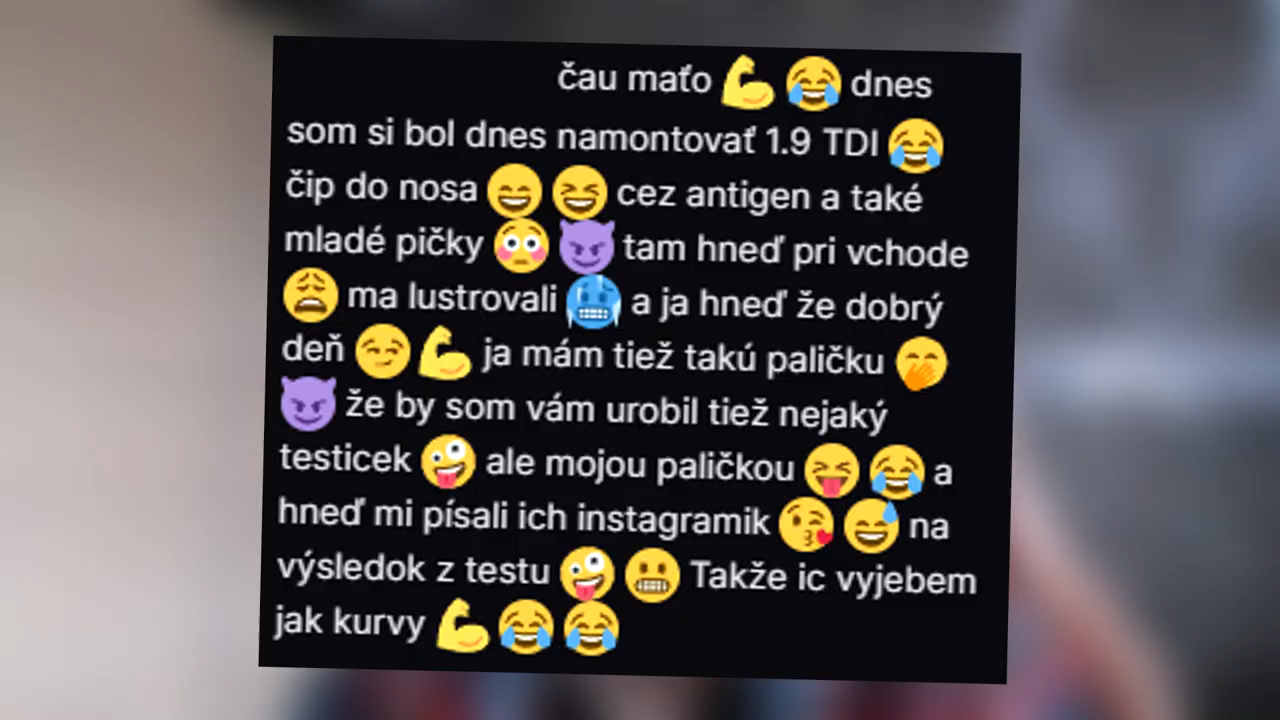 čau maťo 💪😂 dnes
som si bol dnes namontovať 1.9 TDI 😂
čip do nosa 😄😆 cez antigen a také
mladé pičky 😳😈 tam hneď pri vchode
😩 ma lustrovali 🥶 a ja hneď že dobrý
deň 😏💪 ja mám tiež takú paličku 🤭
😈 že by som vám urobil tiež nejaký
testicek 🤪 ale mojou paličkou 😝😂 a
hneď mi písali ich instagramik 😘😅 na
výsledok z testu 🤪😬 Takže ic vyjebem
jak kurvy 💪😂😂